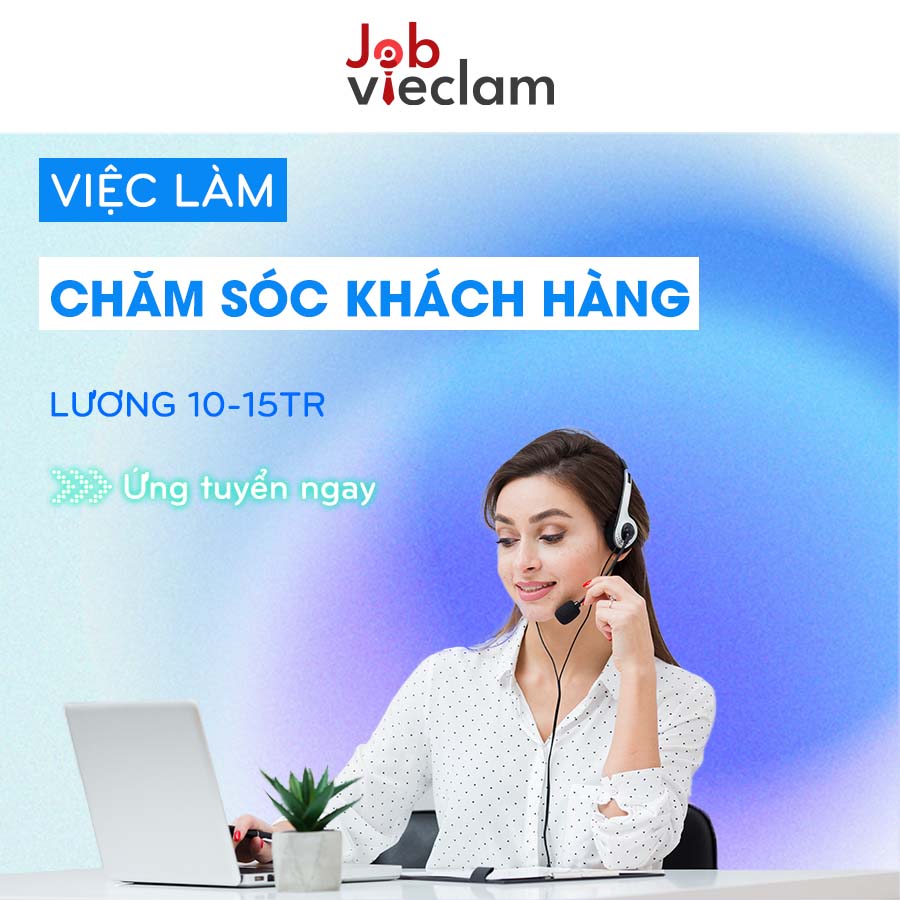 Job
vieclam
VIỆC LÀM
CHĂM SÓC KHÁCH HÀNG
LƯƠNG 10-15TR
Ứng tuyển ngay